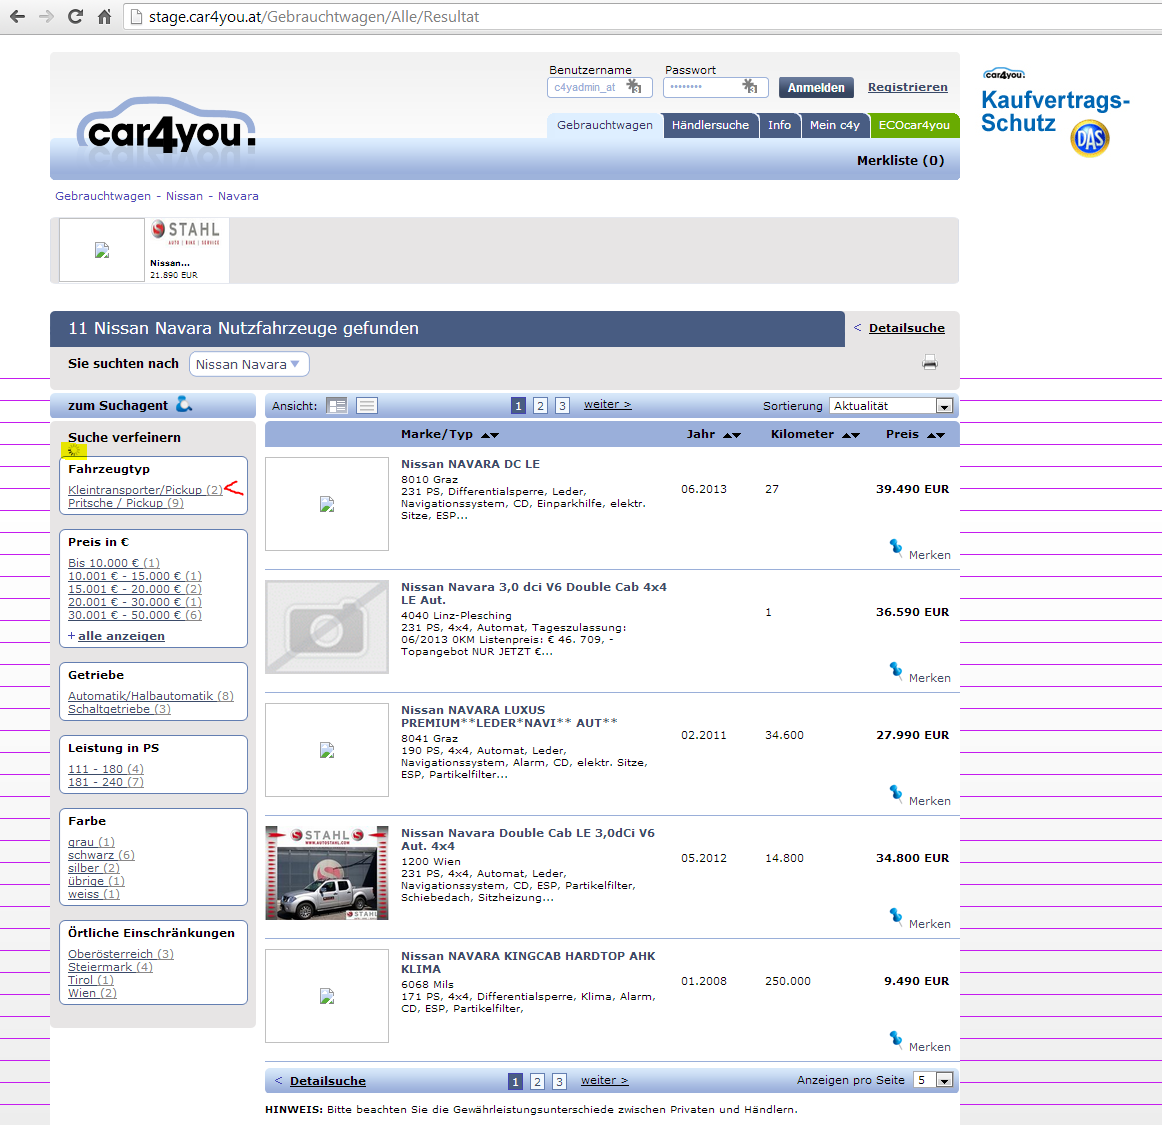 stage.car4you.at/Gebrauchtwagen/Alle/Resultat
Benutzername
Passwort
c4yadmin_at
••••••••
Anmelden
Registrieren
car4you.
Gebrauchtwagen
Händlersuche
Info
Mein c4y
ECOcar4you
Merkliste (0)
car4you.
Kaufvertrags-
Schutz
DAS
Gebrauchtwagen - Nissan - Navara
STAHL
AUTO | BIKE | SERVICE
Nissan...
21.890 EUR
11 Nissan Navara Nutzfahrzeuge gefunden
< Detailsuche
Sie suchten nach
Nissan Navara
zum Suchagent
Ansicht:
1 2 3 weiter >
Sortierung
Aktualität
Suche verfeinern
Fahrzeugtyp
Kleintransporter/Pickup (2)
Pritsche / Pickup (9)
Preis in €
Bis 10.000 € (1)
10.001 € - 15.000 € (1)
15.001 € - 20.000 € (2)
20.001 € - 30.000 € (1)
30.001 € - 50.000 € (6)
+ alle anzeigen
Getriebe
Automatik/Halbautomatik (8)
Schaltgetriebe (3)
Leistung in PS
111 - 180 (4)
181 - 240 (7)
Farbe
grau (1)
schwarz (6)
silber (2)
übrige (1)
weiss (1)
Örtliche Einschränkungen
Oberösterreich (3)
Steiermark (4)
Tirol (1)
Wien (2)
Marke/Typ
Jahr
Kilometer
Preis
Nissan NAVARA DC LE
8010 Graz
231 PS, Differentialsperre, Leder,
Navigationssystem, CD, Einparkhilfe, elektr.
Sitze, ESP...
06.2013
27
39.490 EUR
Merken
Nissan Navara 3,0 dci V6 Double Cab 4x4
LE Aut.
4040 Linz-Plesching
231 PS, 4x4, Automat, Tageszulassung:
06/2013 0KM Listenpreis: € 46. 709, -
Topangebot NUR JETZT €...
1
36.590 EUR
Merken
Nissan NAVARA LUXUS
PREMIUM**LEDER*NAVI** AUT**
8041 Graz
190 PS, 4x4, Automat, Leder,
Navigationssystem, Alarm, CD, elektr. Sitze,
ESP, Partikelfilter...
02.2011
34.600
27.990 EUR
Merken
STAHL
WWW.AUTOSTAHL.COM
STAHL
Nissan Navara Double Cab LE 3,0dCi V6
Aut. 4x4
1200 Wien
231 PS, 4x4, Automat, Leder,
Navigationssystem, CD, ESP, Partikelfilter,
Schiebedach, Sitzheizung...
05.2012
14.800
34.800 EUR
Merken
Nissan NAVARA KINGCAB HARDTOP AHK
KLIMA
6068 Mils
171 PS, 4x4, Differentialsperre, Klima, Alarm,
CD, ESP, Partikelfilter,
01.2008
250.000
9.490 EUR
Merken
< Detailsuche
1 2 3 weiter >
Anzeigen pro Seite
5
HINWEIS: Bitte beachten Sie die Gewährleistungsunterschiede zwischen Privaten und Händlern.